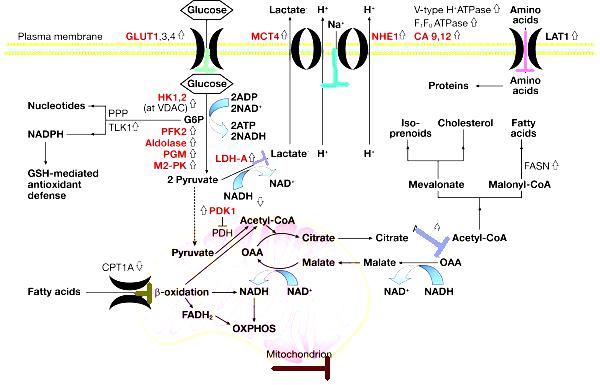 Glucose
Lactate⁻
H⁺
H⁺
V-type H⁺ATPase ⇧
F₁F₀ ATPase ⇧
CA 9,12 ⇧
Amino
acids
Na⁺
Plasma membrane
GLUT1,3,4 ⇧
MCT4 ⇧
NHE1 ⇧
LAT1 ⇧
Glucose
Proteins
Amino
acids
HK1,2
(at VDAC) ⇧
2ADP
2NAD⁺
Nucleotides
PPP
G6P
TLK1 ⇧
NADPH
2ATP
2NADH
PFK2 ⇧
Aldolase ⇧
PGM ⇧
M2-PK ⇧
LDH-A ⇧
Lactate⁻
H⁺
H⁺
Iso-
prenoids
Cholesterol
Fatty
acids
GSH-mediated
antioxidant
defense
2 Pyruvate
NADH
NAD⁺
FASN ⇧
Mevalonate
Malonyl-CoA
⇧ PDK1
PDH
Acetyl-CoA
Pyruvate
OAA
Citrate
Citrate
Acetyl-CoA
Malate
Malate
OAA
CPT1A
Fatty acids
β-oxidation
NADH
NAD⁺
NAD⁺
NADH
FADH₂
OXPHOS
Mitochondrion